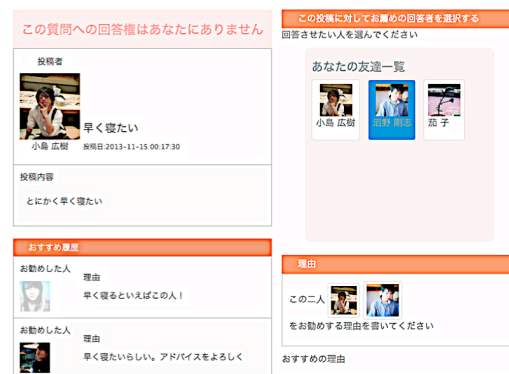 この質問への回答権はあなたにありません
投稿者
早く寝たい
小島 広樹
投稿日:2013-11-15 00:17:30
投稿内容
とにかく早く寝たい
おすすめ履歴
お勧めした人
理由
早く寝るといえばこの人！
お勧めした人
理由
早く寝たいらしい。アドバイスをよろしく
この投稿に対してお薦めの回答者を選択する
回答させたい人を選んでください
あなたの友達一覧
小島 広樹
沼野 剛志
茄 子
理由
この二人
をお勧めする理由を書いてください
おすすめの理由